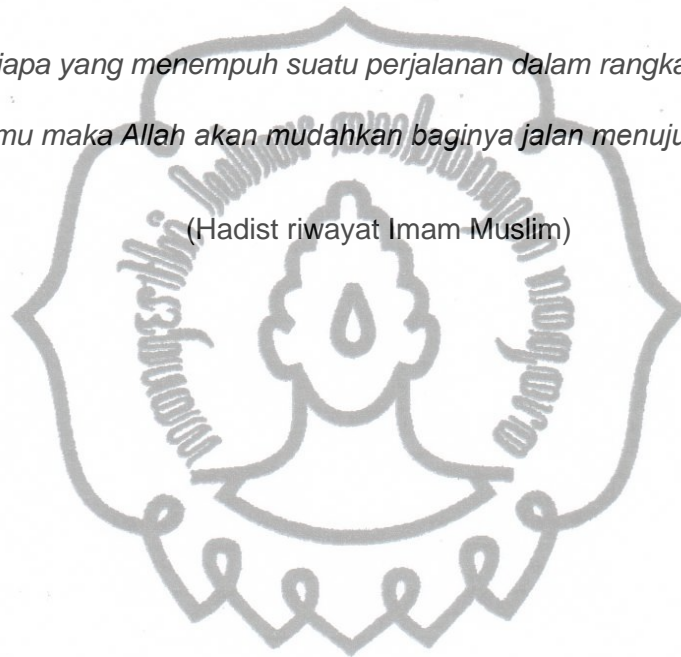 iapa yang menempuh suatu perjalanan dalam rangka
mu maka Allah akan mudahkan baginya jalan menuju
(Hadist riwayat Imam Muslim)